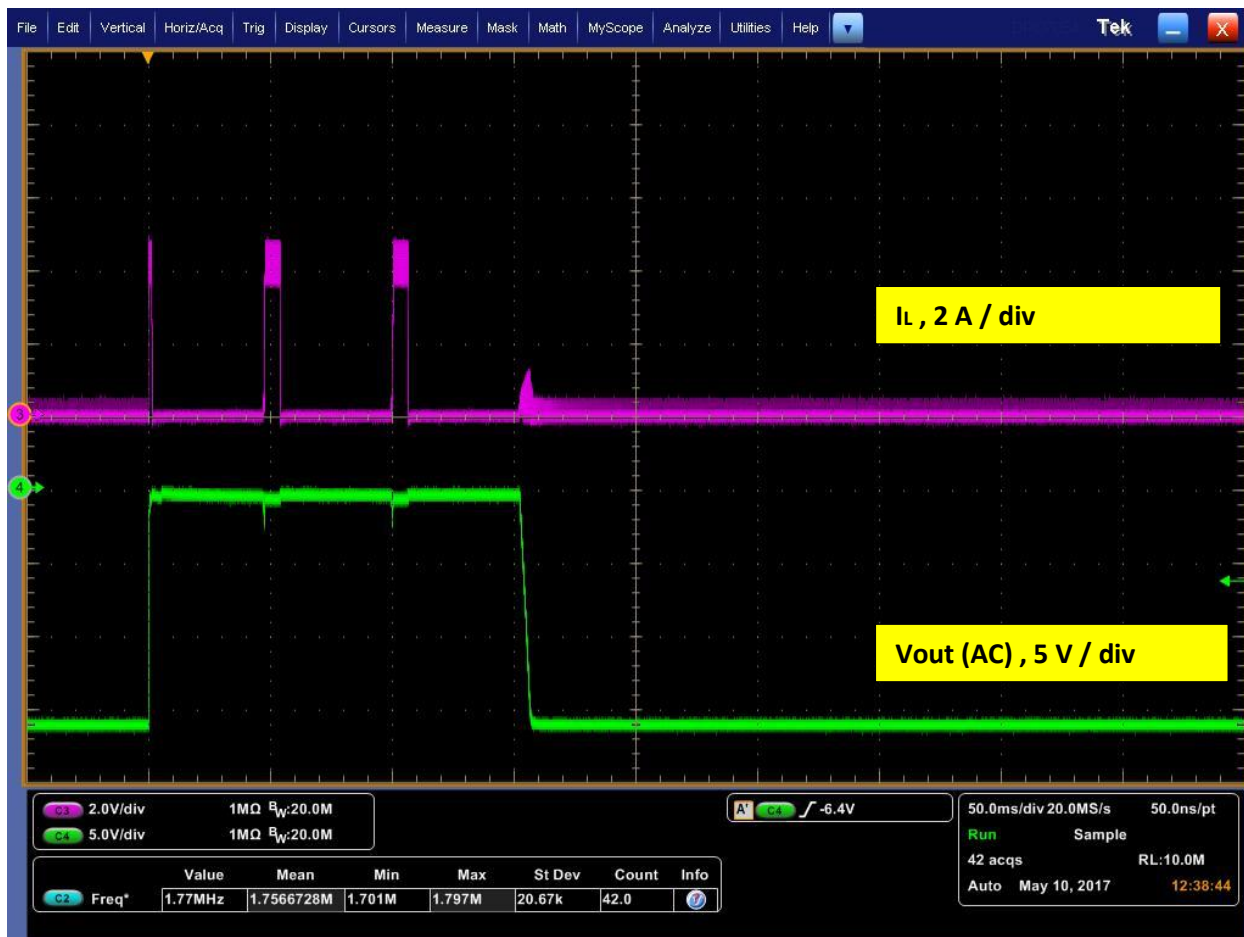 File Edit Vertical Horiz/Acq Trig Display Cursors Measure Mask Math MyScope Analyze Utilities Help Tek X
IL , 2 A / div
3
4
Vout (AC) , 5 V / div
C3 2.0V/div 1MΩ BW:20.0M
C4 5.0V/div 1MΩ BW:20.0M
A' C4 -6.4V
50.0ms/div 20.0MS/s 50.0ns/pt
Run Sample
42 acqs RL:10.0M
Auto May 10, 2017 12:38:44
Value Mean Min Max St Dev Count Info
C2 Freq* 1.77MHz 1.7566728M 1.701M 1.797M 20.67k 42.0